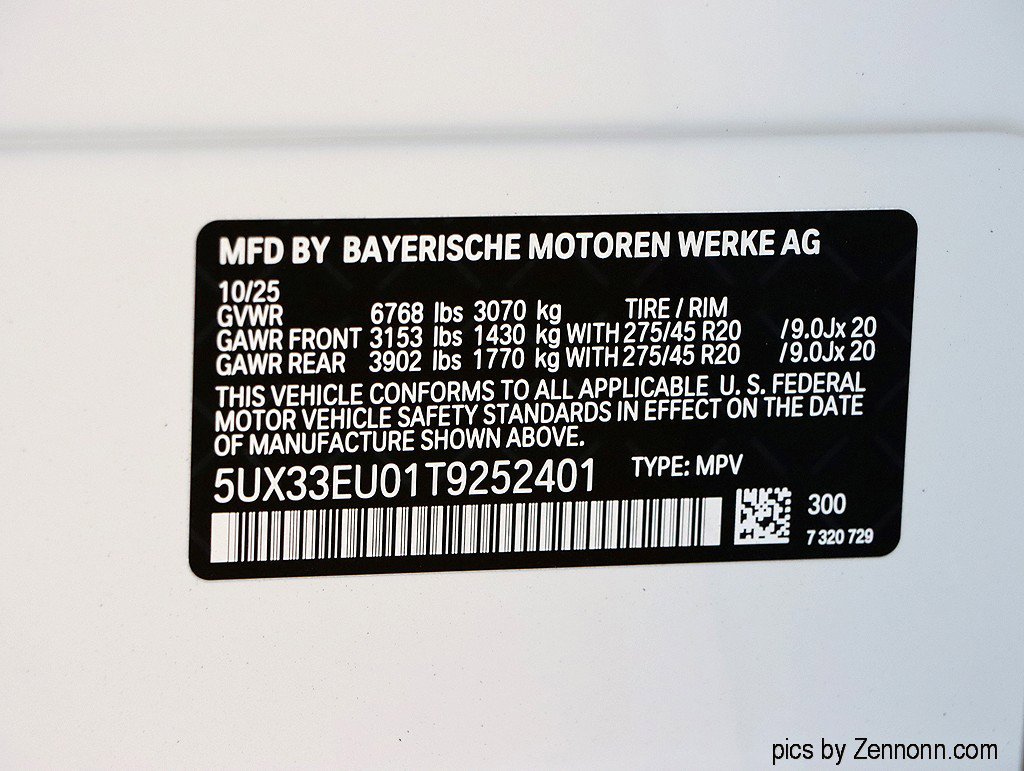 MFD BY BAYERISCHE MOTOREN WERKE AG
10/25
GVWR 6768 lbs 3070 kg TIRE / RIM
GAWR FRONT 3153 lbs 1430 kg WITH 275/45 R20 /9.0Jx 20
GAWR REAR 3902 lbs 1770 kg WITH 275/45 R20 /9.0Jx 20
THIS VEHICLE CONFORMS TO ALL APPLICABLE U. S. FEDERAL
MOTOR VEHICLE SAFETY STANDARDS IN EFFECT ON THE DATE
OF MANUFACTURE SHOWN ABOVE.
5UX33EU01T9252401 TYPE: MPV
300
7 320 729
pics by Zennonn.com